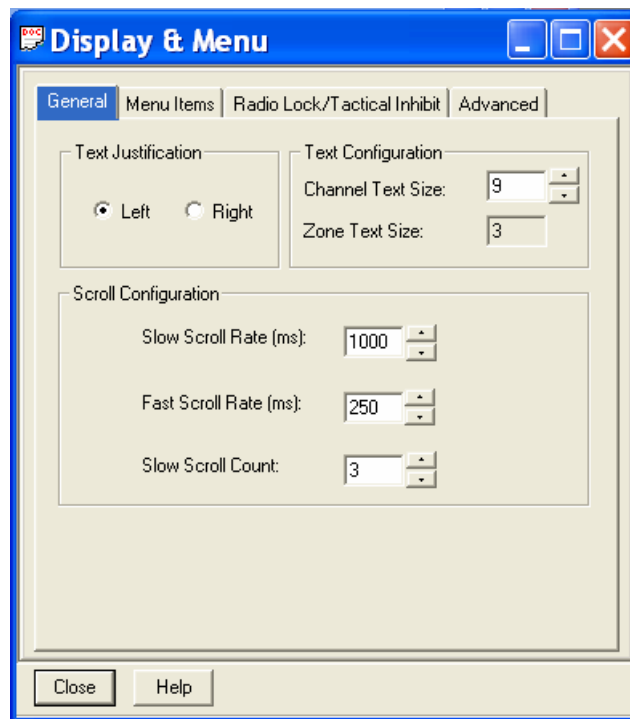 DOC
Display & Menu
General Menu Items Radio Lock/Tactical Inhibit Advanced
Text Justification
Left Right
Text Configuration
Channel Text Size: 9
Zone Text Size: 3
Scroll Configuration
Slow Scroll Rate (ms): 1000
Fast Scroll Rate (ms): 250
Slow Scroll Count: 3
Close Help